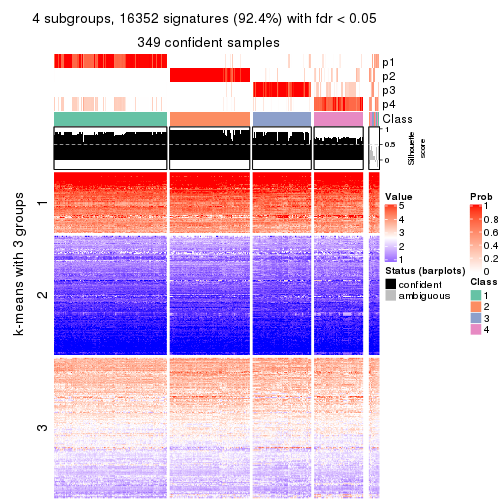 4 subgroups, 16352 signatures (92.4%) with fdr < 0.05
349 confident samples
p1
p2
p3
p4
Class
1
0.5
0
Silhouette
score
k-means with 3 groups
1
2
3
Value
5
4
3
2
1
Status (barplots)
confident
ambiguous
Prob
1
0.8
0.6
0.4
0.2
0
Class
1
2
3
4